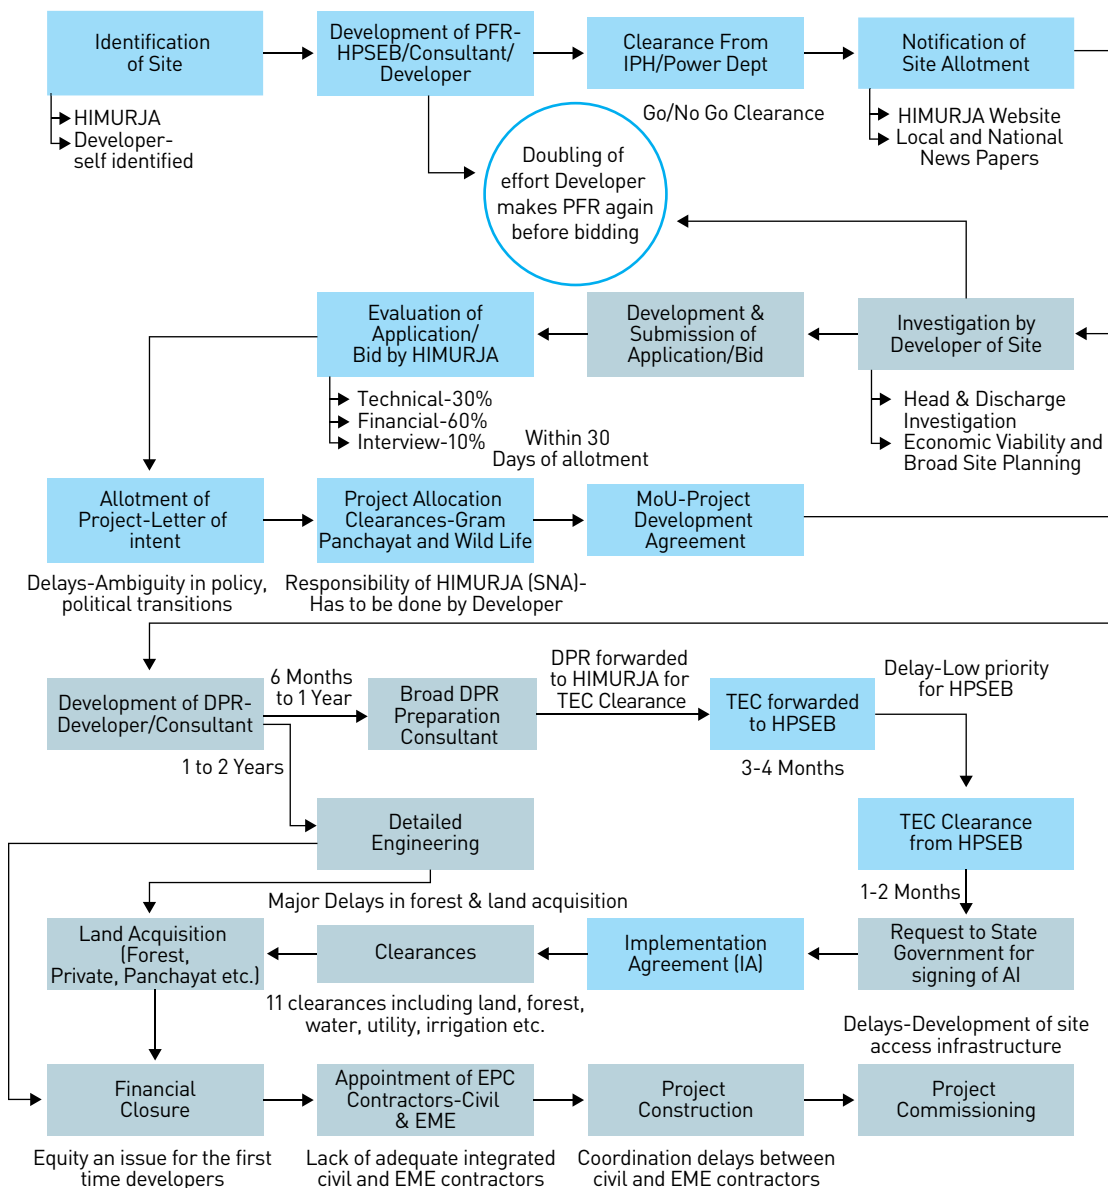 Identification
of Site
Development of PFR-
HPSEB/Consultant/
Developer
Clearance From
IPH/Power Dept
Notification of
Site Allotment
HIMURJA
Developer-
self identified
Go/No Go Clearance
HIMURJA Website
Local and National
News Papers
Doubling of
effort Developer
makes PFR again
before bidding
Evaluation of
Application/
Bid by HIMURJA
Development &
Submission of
Application/Bid
Investigation by
Developer of Site
Technical-30%
Financial-60%
Interview-10%
Within 30
Days of allotment
Head & Discharge
Investigation
Economic Viability and
Broad Site Planning
Allotment of
Project-Letter of
intent
Project Allocation
Clearances-Gram
Panchayat and Wild Life
MoU-Project
Development
Agreement
Delays-Ambiguity in policy,
political transitions
Responsibility of HIMURJA (SNA)-
Has to be done by Developer
Development of DPR-
Developer/Consultant
6 Months
to 1 Year
Broad DPR
Preparation
Consultant
DPR forwarded
to HIMURJA for
TEC Clearance
TEC forwarded
to HPSEB
Delay-Low priority
for HPSEB
1 to 2 Years
3-4 Months
Detailed
Engineering
TEC Clearance
from HPSEB
1-2 Months
Major Delays in forest & land acquisition
Land Acquisition
(Forest,
Private, Panchayat etc.)
Clearances
Implementation
Agreement (IA)
Request to State
Government for
signing of AI
11 clearances including land, forest,
water, utility, irrigation etc.
Delays-Development of site
access infrastructure
Financial
Closure
Appointment of EPC
Contractors-Civil
& EME
Project
Construction
Project
Commissioning
Equity an issue for the first
time developers
Lack of adequate integrated
civil and EME contractors
Coordination delays between
civil and EME contractors